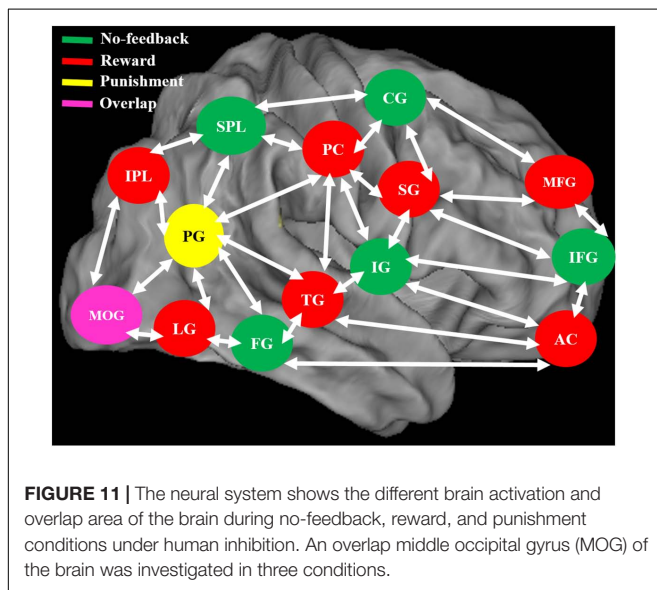 No-feedback
Reward
Punishment
Overlap
CG
SPL
PC
IPL
SG
MFG
PG
IG
IFG
TG
MOG
LG
FG
AC
FIGURE 11 | The neural system shows the different brain activation and
overlap area of the brain during no-feedback, reward, and punishment
conditions under human inhibition. An overlap middle occipital gyrus (MOG) of
the brain was investigated in three conditions.